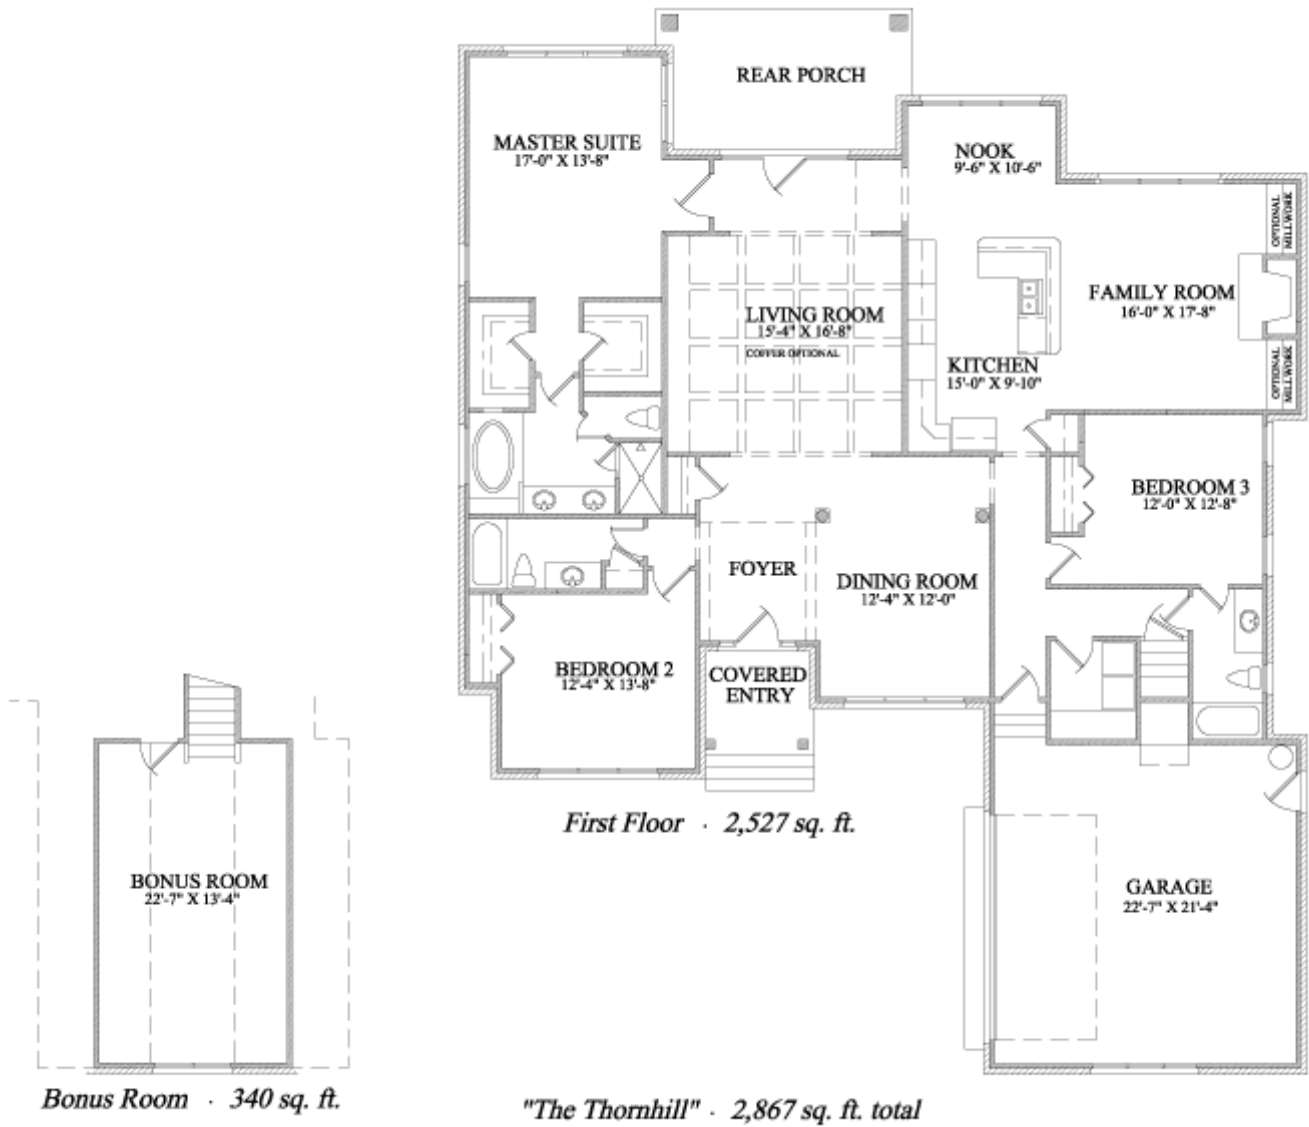 REAR PORCH
MASTER SUITE
17'-0" X 13'-8"
NOOK
9'-6" X 10'-6"
OPTIONAL
MILLWORK
FAMILY ROOM
16'-0" X 17'-8"
LIVING ROOM
15'-4" X 16'-8"
COFFER OPTIONAL
KITCHEN
15'-0" X 9'-10"
OPTIONAL
MILLWORK
BEDROOM 3
12'-0" X 12'-8"
FOYER
DINING ROOM
12'-4" X 12'-0"
BEDROOM 2
12'-4" X 13'-8"
COVERED
ENTRY
First Floor · 2,527 sq. ft.
BONUS ROOM
22'-7" X 13'-4"
GARAGE
22'-7" X 21'-4"
Bonus Room · 340 sq. ft.
"The Thornhill" · 2,867 sq. ft. total